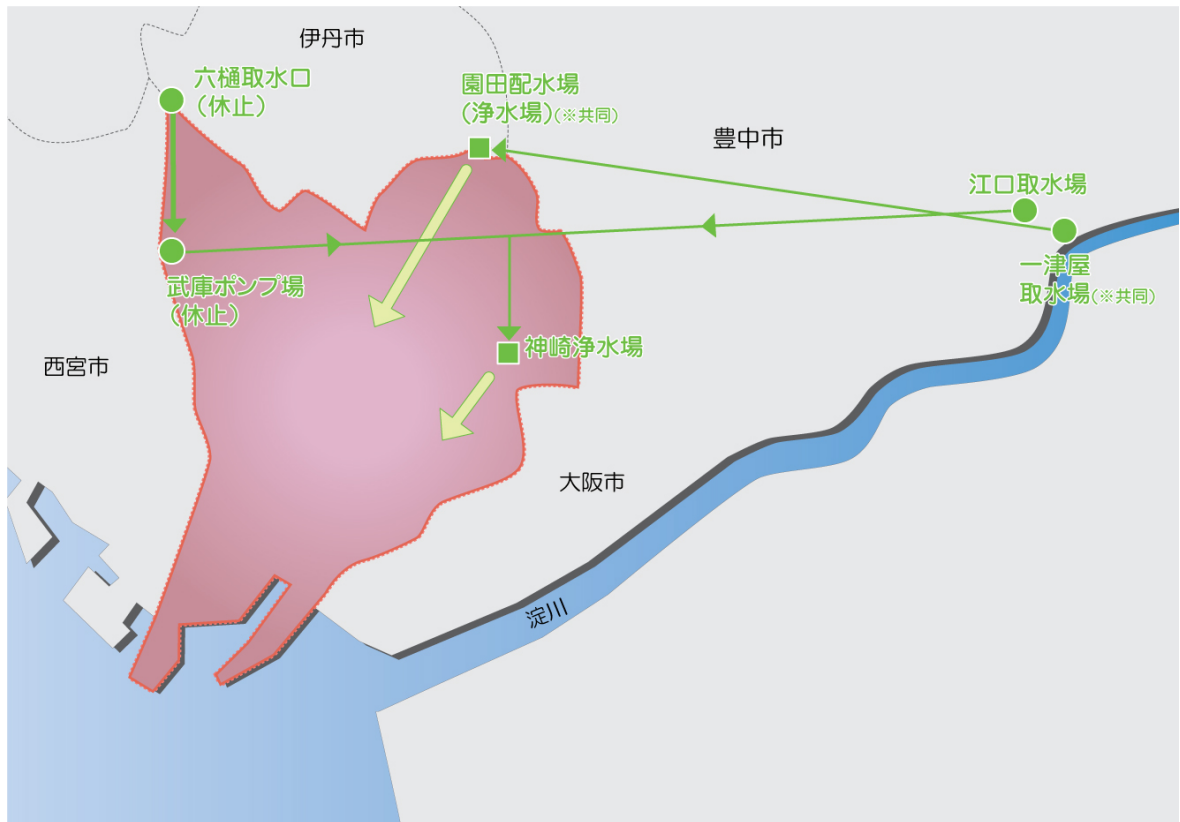 伊丹市
六樋取水口
（休止）
園田配水場
(浄水場)(※共同)
豊中市
江口取水場
一津屋
取水場(※共同)
武庫ポンプ場
（休止）
神崎浄水場
西宮市
大阪市
淀川